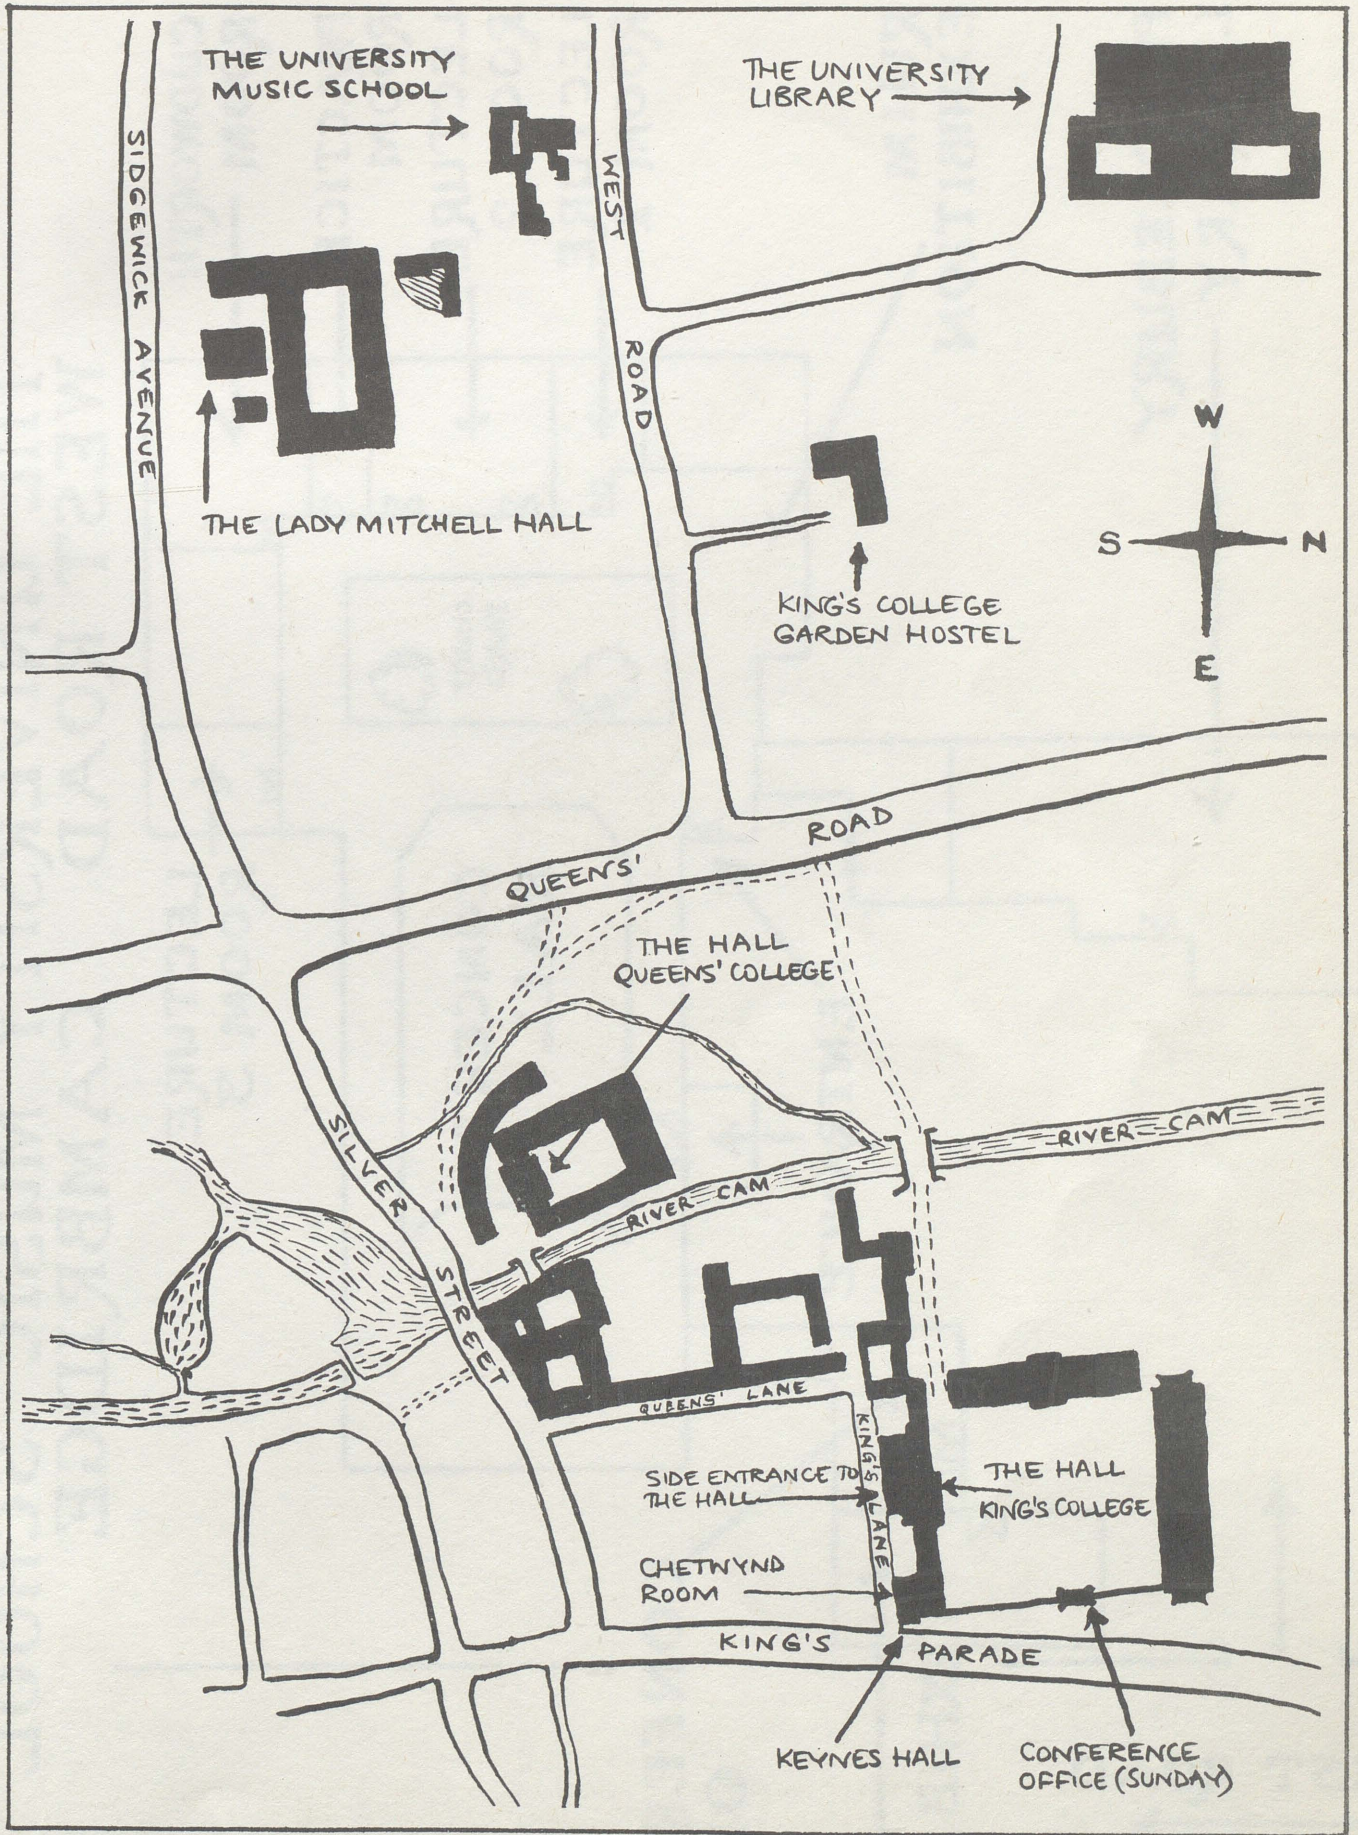 THE UNIVERSITY
MUSIC SCHOOL
THE UNIVERSITY
LIBRARY
SIDGEWICK AVENUE
WEST ROAD
THE LADY MITCHELL HALL
W
S N
E
KING'S COLLEGE
GARDEN HOSTEL
QUEENS' ROAD
THE HALL
QUEENS' COLLEGE
SILVER STREET
RIVER CAM
RIVER CAM
QUEENS' LANE
KING'S LANE
SIDE ENTRANCE TO
THE HALL
THE HALL
KING'S COLLEGE
CHETWYND
ROOM
KING'S PARADE
KEYNES HALL
CONFERENCE
OFFICE (SUNDAY)